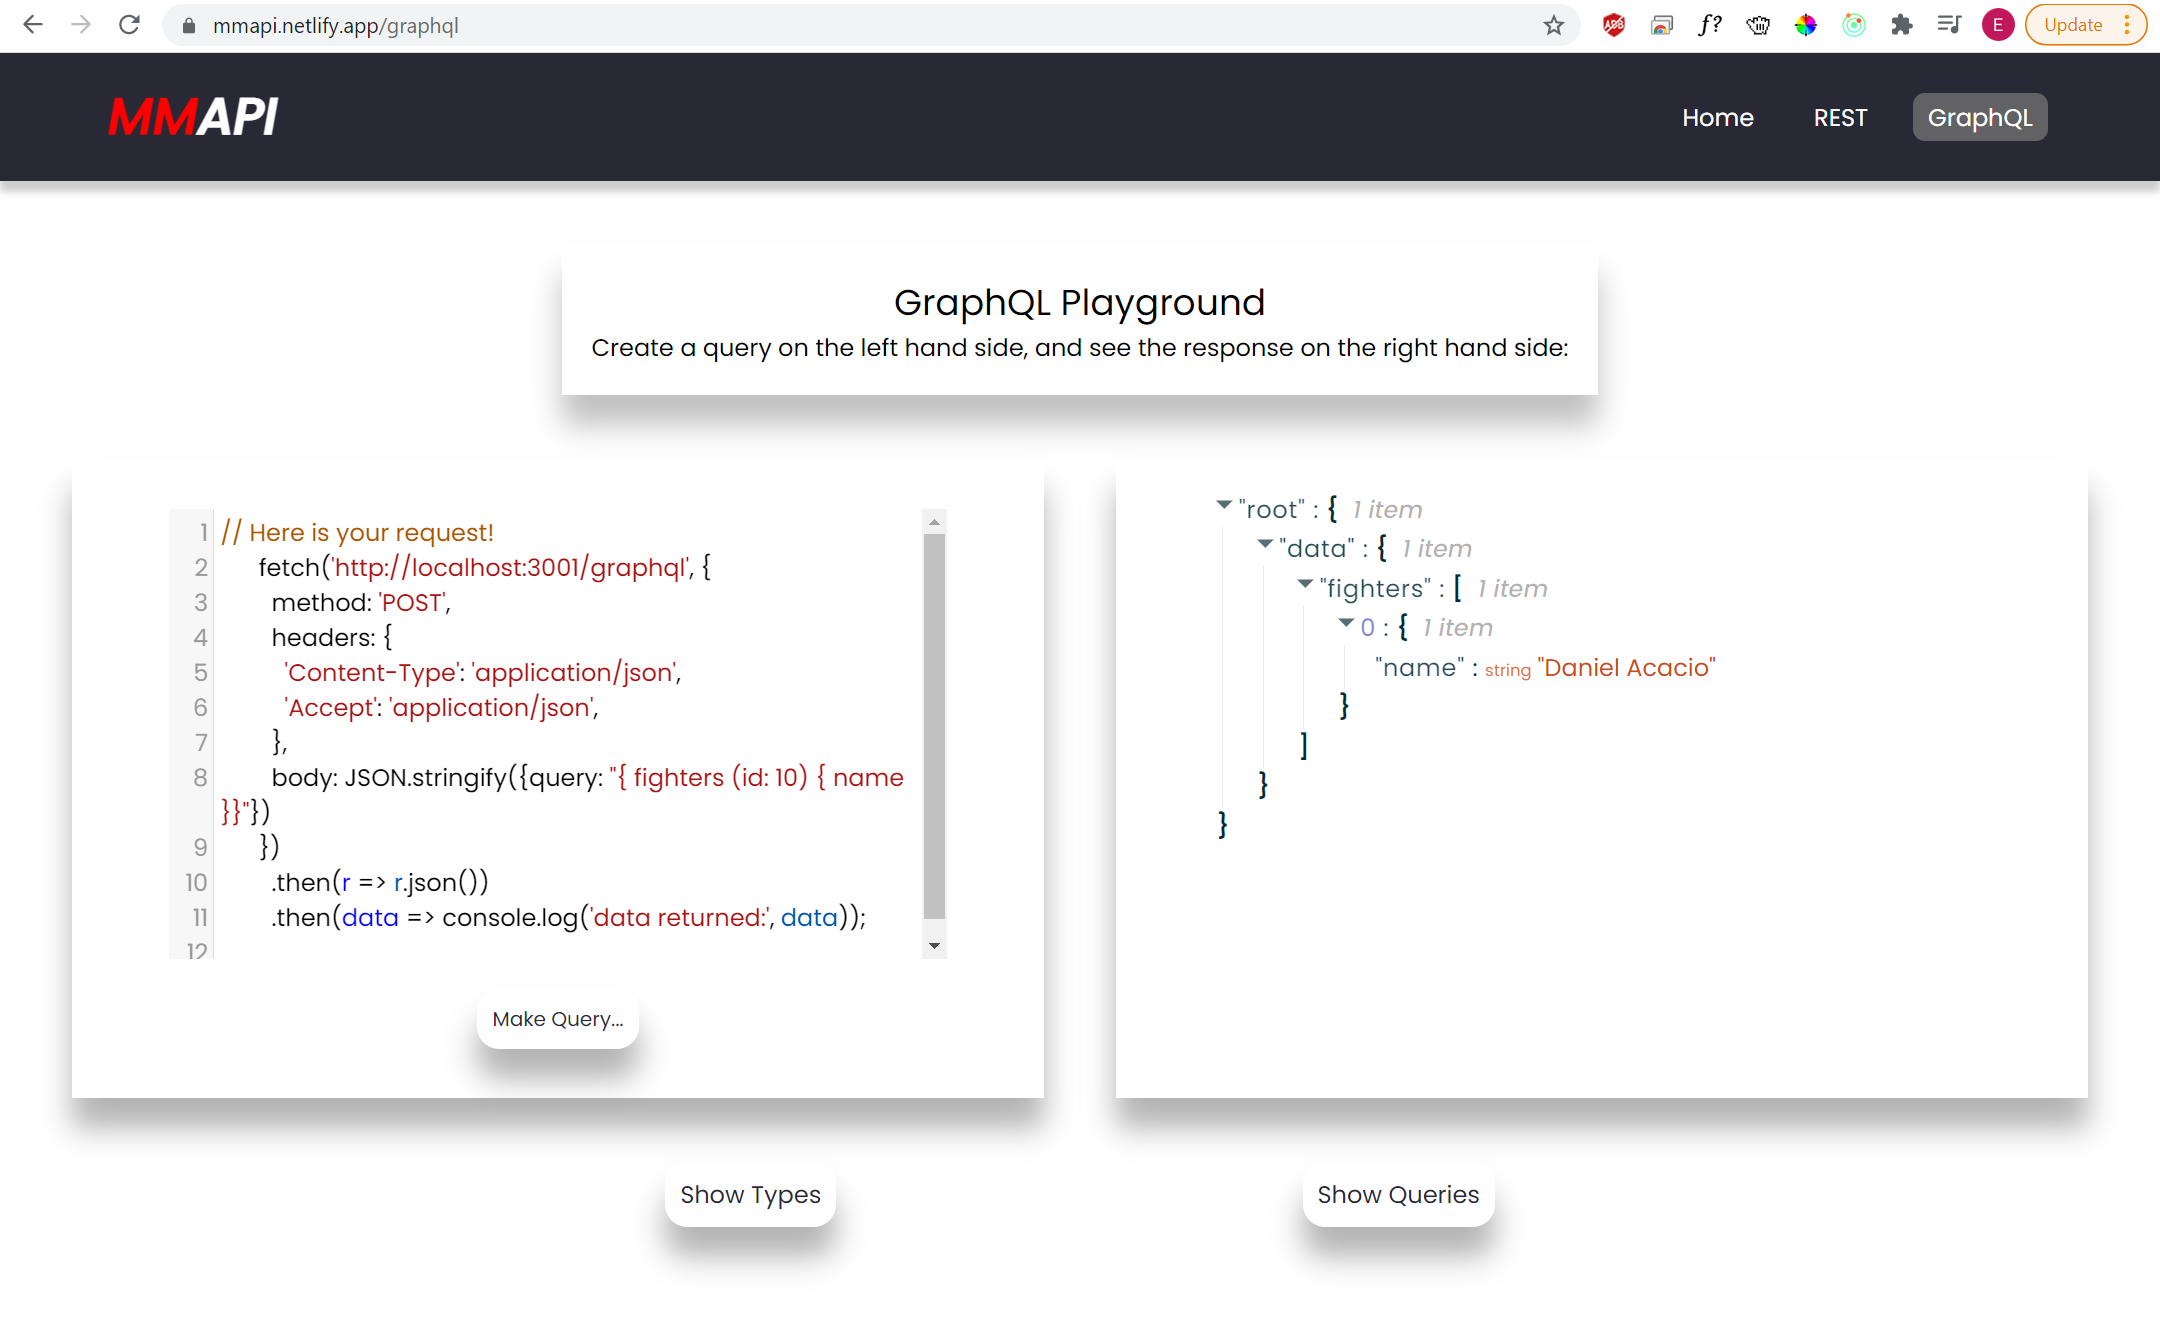 mmapi.netlify.app/graphql
ABP
f?
E
Update
MMAPI
Home
REST
GraphQL
GraphQL Playground
Create a query on the left hand side, and see the response on the right hand side:
1 // Here is your request!
2 fetch('http://localhost:3001/graphql', {
3 method: 'POST',
4 headers: {
5 'Content-Type': 'application/json',
6 'Accept': 'application/json',
7 },
8 body: JSON.stringify({query: "{ fighters (id: 10) { name
}}"})
9 })
10 .then(r => r.json())
11 .then(data => console.log('data returned:', data));
12
Make Query...
"root" : { 1 item
"data" : { 1 item
"fighters" : [ 1 item
0 : { 1 item
"name" : string "Daniel Acacio"
}
]
}
}
Show Types
Show Queries